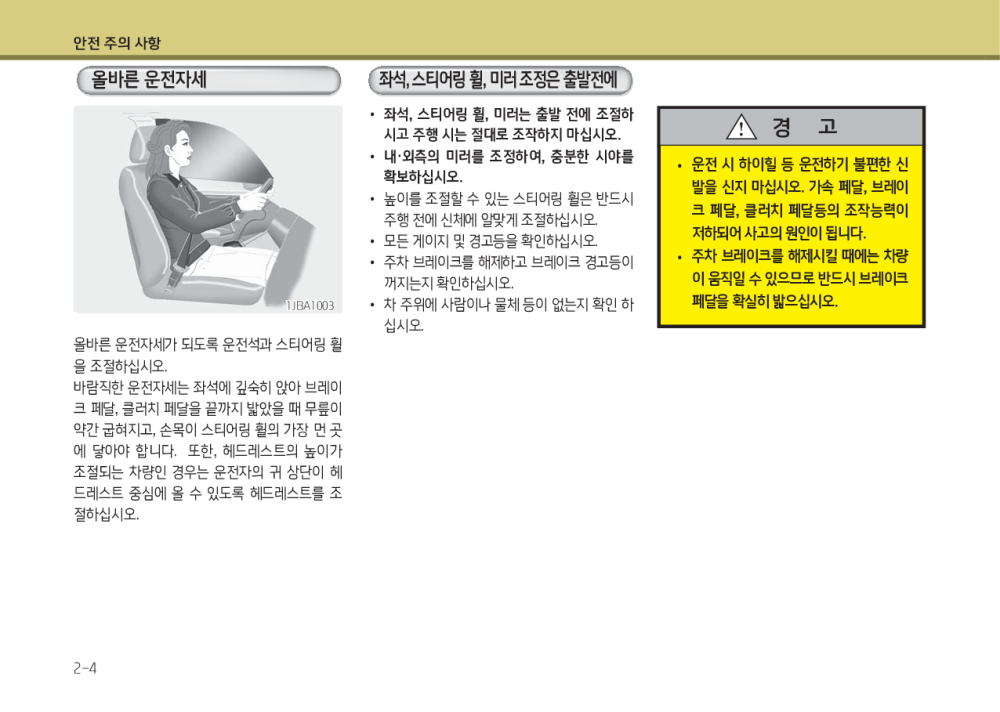 안전 주의 사항
올바른 운전자세
1JBA1003
올바른 운전자세가 되도록 운전석과 스티어링 휠
을 조절하십시오.
바람직한 운전자세는 좌석에 깊숙히 앉아 브레이
크 페달, 클러치 페달을 끝까지 밟았을 때 무릎이
약간 굽혀지고, 손목이 스티어링 휠의 가장 먼 곳
에 닿아야 합니다. 또한, 헤드레스트의 높이가
조절되는 차량인 경우는 운전자의 귀 상단이 헤
드레스트 중심에 올 수 있도록 헤드레스트를 조
절하십시오.
좌석, 스티어링 휠, 미러 조정은 출발전에
• 좌석, 스티어링 휠, 미러는 출발 전에 조절하
시고 주행 시는 절대로 조작하지 마십시오.
• 내·외측의 미러를 조정하여, 충분한 시야를
확보하십시오.
• 높이를 조절할 수 있는 스티어링 휠은 반드시
주행 전에 신체에 알맞게 조절하십시오.
• 모든 게이지 및 경고등을 확인하십시오.
• 주차 브레이크를 해제하고 브레이크 경고등이
꺼지는지 확인하십시오.
• 차 주위에 사람이나 물체 등이 없는지 확인 하
십시오.
경 고
• 운전 시 하이힐 등 운전하기 불편한 신
발을 신지 마십시오. 가속 페달, 브레이
크 페달, 클러치 페달등의 조작능력이
저하되어 사고의 원인이 됩니다.
• 주차 브레이크를 해제시킬 때에는 차량
이 움직일 수 있으므로 반드시 브레이크
페달을 확실히 밟으십시오.
2-4